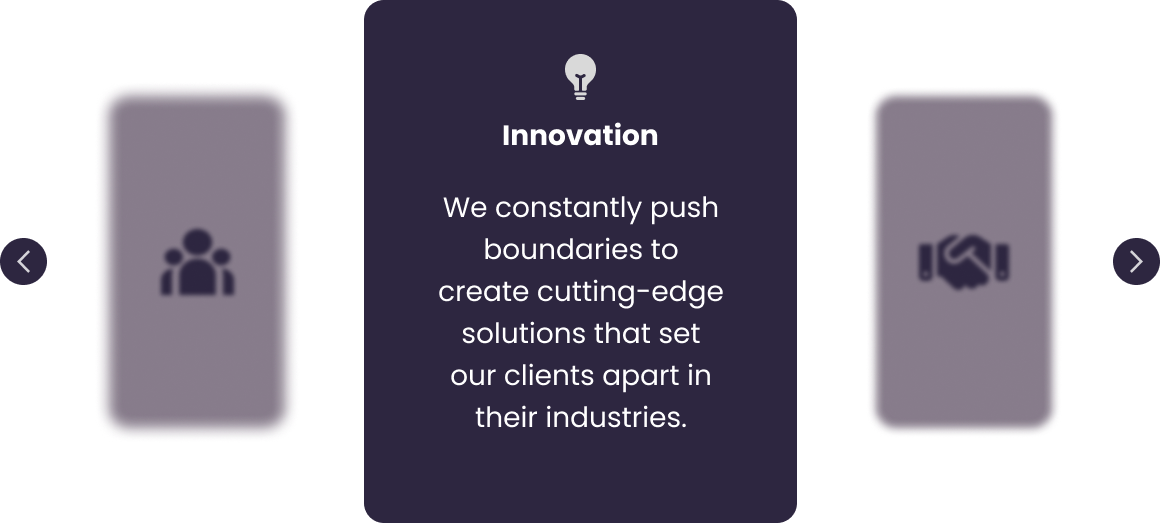 Innovation
We constantly push
boundaries to
create cutting-edge
solutions that set
our clients apart in
their industries.